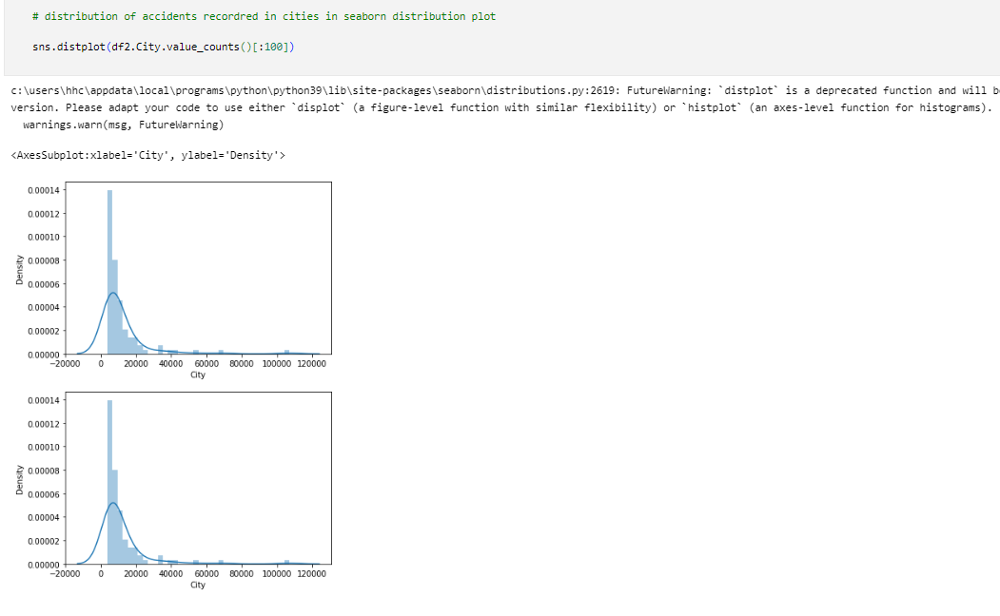 # distribution of accidents recordred in cities in seaborn distribution plot
sns.distplot(df2.City.value_counts()[:100])
c:\users\hhc\appdata\local\programs\python\python39\lib\site-packages\seaborn\distributions.py:2619: FutureWarning: `distplot` is a deprecated function and will b
version. Please adapt your code to use either `displot` (a figure-level function with similar flexibility) or `histplot` (an axes-level function for histograms).
warnings.warn(msg, FutureWarning)
<AxesSubplot:xlabel='City', ylabel='Density'>
0.00014
0.00012
0.00010
0.00008
0.00006
0.00004
0.00002
0.00000
Density
−20000 0 20000 40000 60000 80000 100000 120000
City
0.00014
0.00012
0.00010
0.00008
0.00006
0.00004
0.00002
0.00000
Density
−20000 0 20000 40000 60000 80000 100000 120000
City